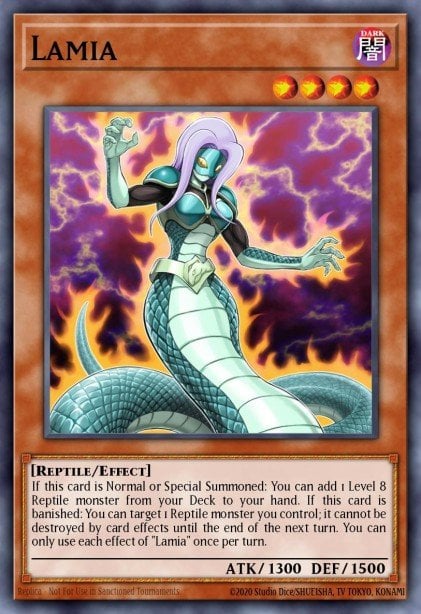 LAMIA
DARK
闇
[REPTILE/EFFECT]
If this card is Normal or Special Summoned: You can add 1 Level 8
Reptile monster from your Deck to your hand. If this card is
banished: You can target 1 Reptile monster you control; it cannot be
destroyed by card effects until the end of the next turn. You can
only use each effect of "Lamia" once per turn.
ATK/1300 DEF/1500
Replica - Not For Use in Sanctioned Tournaments
©2020 Studio Dice/SHUEISHA, TV TOKYO, KONAMI